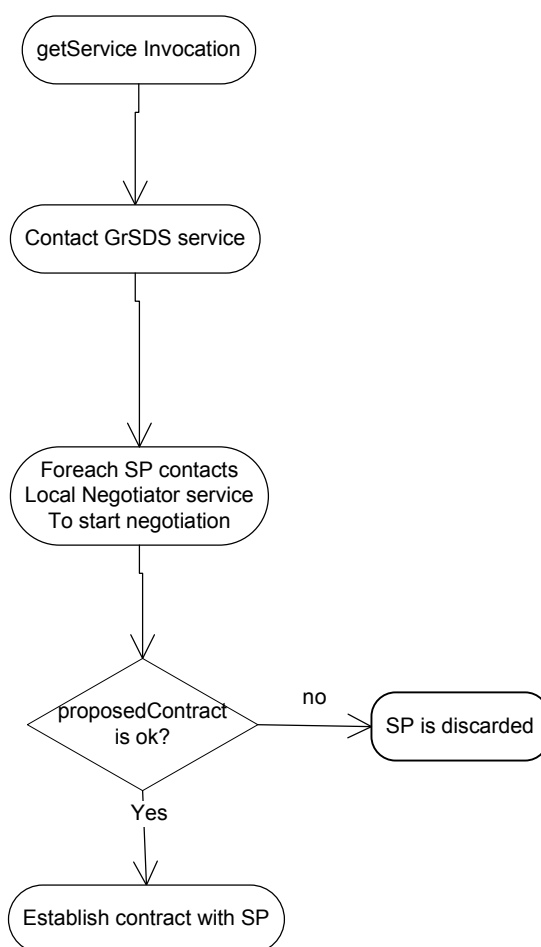 getService Invocation
Contact GrSDS service
Foreach SP contacts
Local Negotiator service
To start negotiation
proposedContract
is ok?
no
SP is discarded
Yes
Establish contract with SP